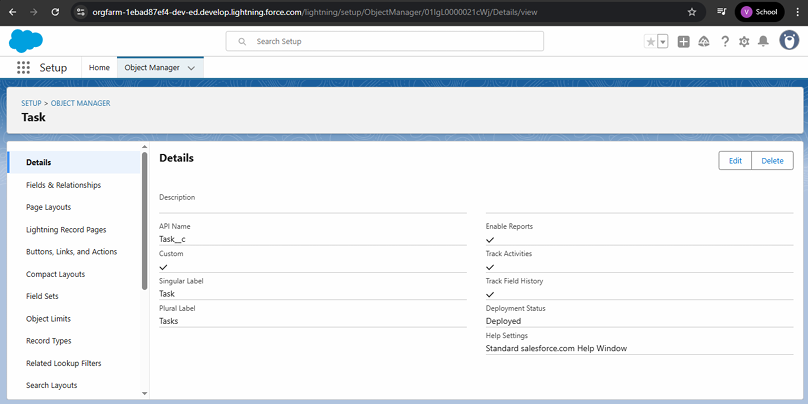 orgfarm-1ebad87ef4-dev-ed.develop.lightning.force.com/lightning/setup/ObjectManager/01IgL0000021cWj/Details/view
V School
Search Setup
Setup Home Object Manager
SETUP > OBJECT MANAGER
Task
Details
Fields & Relationships
Page Layouts
Lightning Record Pages
Buttons, Links, and Actions
Compact Layouts
Field Sets
Object Limits
Record Types
Related Lookup Filters
Search Layouts
Details
Edit Delete
Description
API Name
Task__c
Custom
Singular Label
Task
Plural Label
Tasks
Enable Reports
Track Activities
Track Field History
Deployment Status
Deployed
Help Settings
Standard salesforce.com Help Window